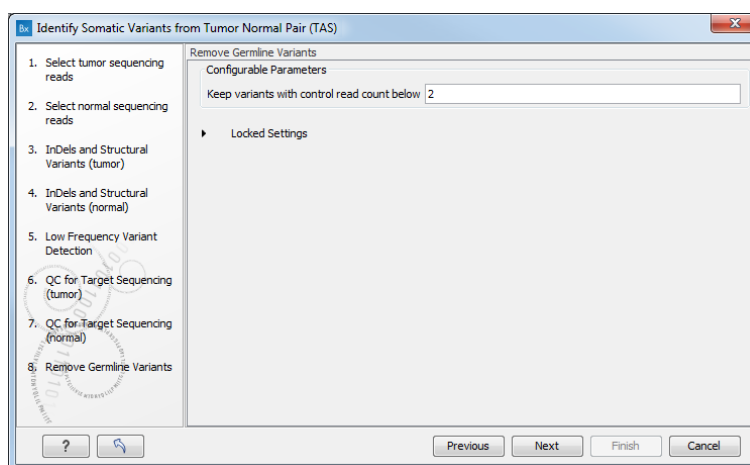 Bx Identify Somatic Variants from Tumor Normal Pair (TAS)
X
1. Select tumor sequencing
reads
2. Select normal sequencing
reads
3. InDels and Structural
Variants (tumor)
4. InDels and Structural
Variants (normal)
5. Low Frequency Variant
Detection
6. QC for Target Sequencing
(tumor)
7. QC for Target Sequencing
(normal)
8. Remove Germline Variants
Remove Germline Variants
Configurable Parameters
Keep variants with control read count below 2
Locked Settings
?
Previous
Next
Finish
Cancel